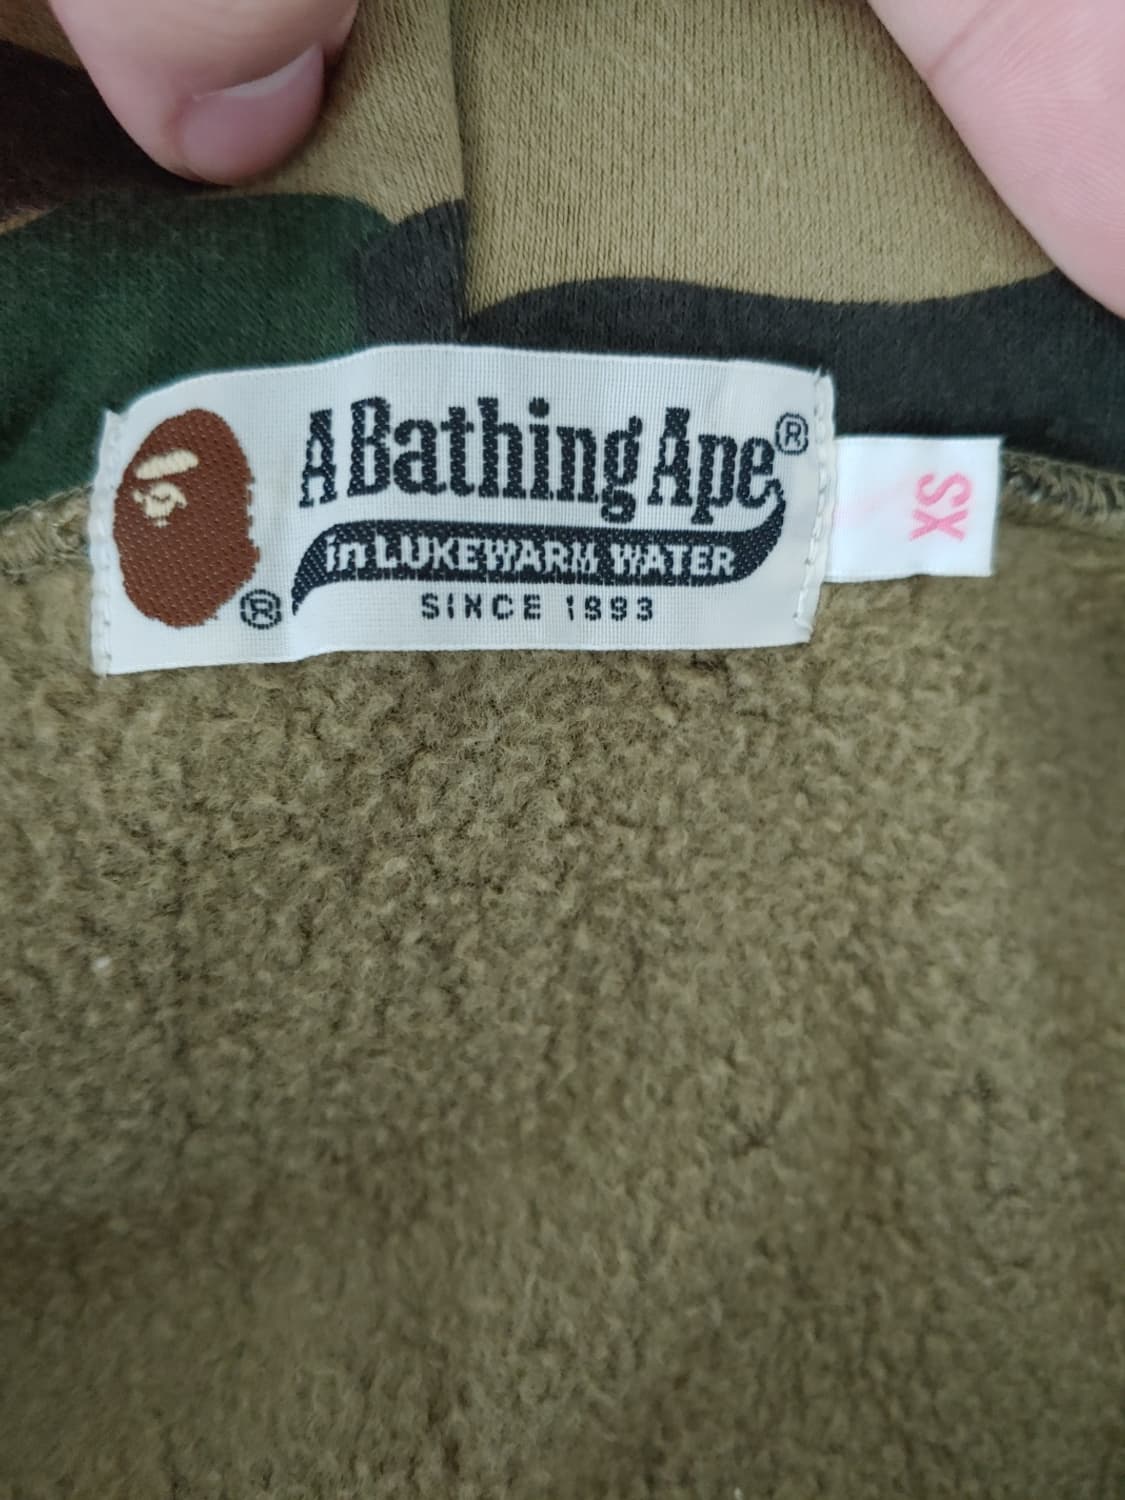 A Bathing Ape®
in LUKEWARM WATER
®
SINCE 1993
XS